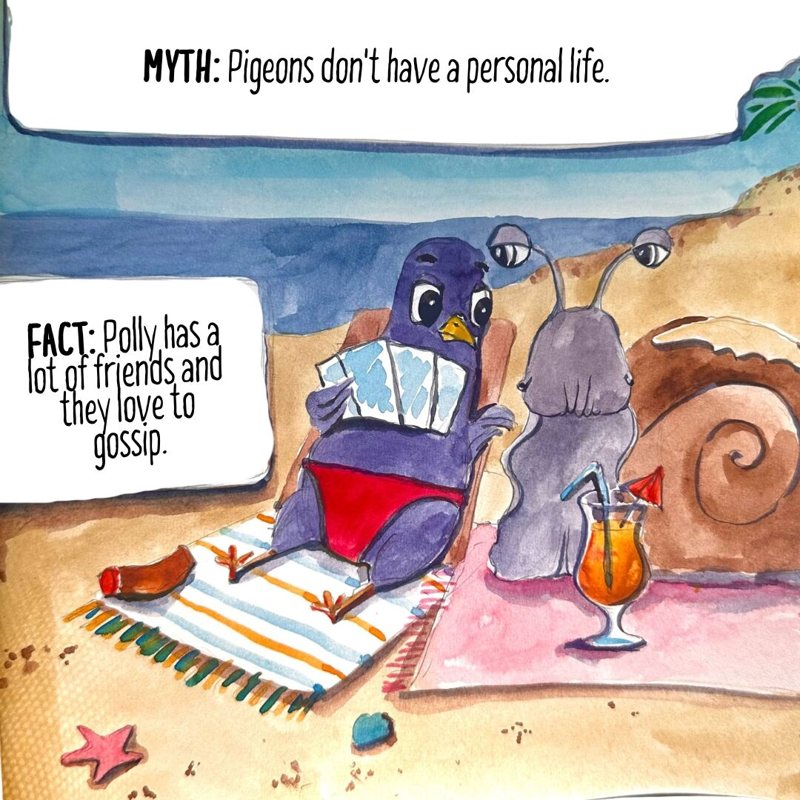 MYTH: Pigeons don't have a personal life.
FACT: Polly has a
lot of friends and
they love to
gossip.